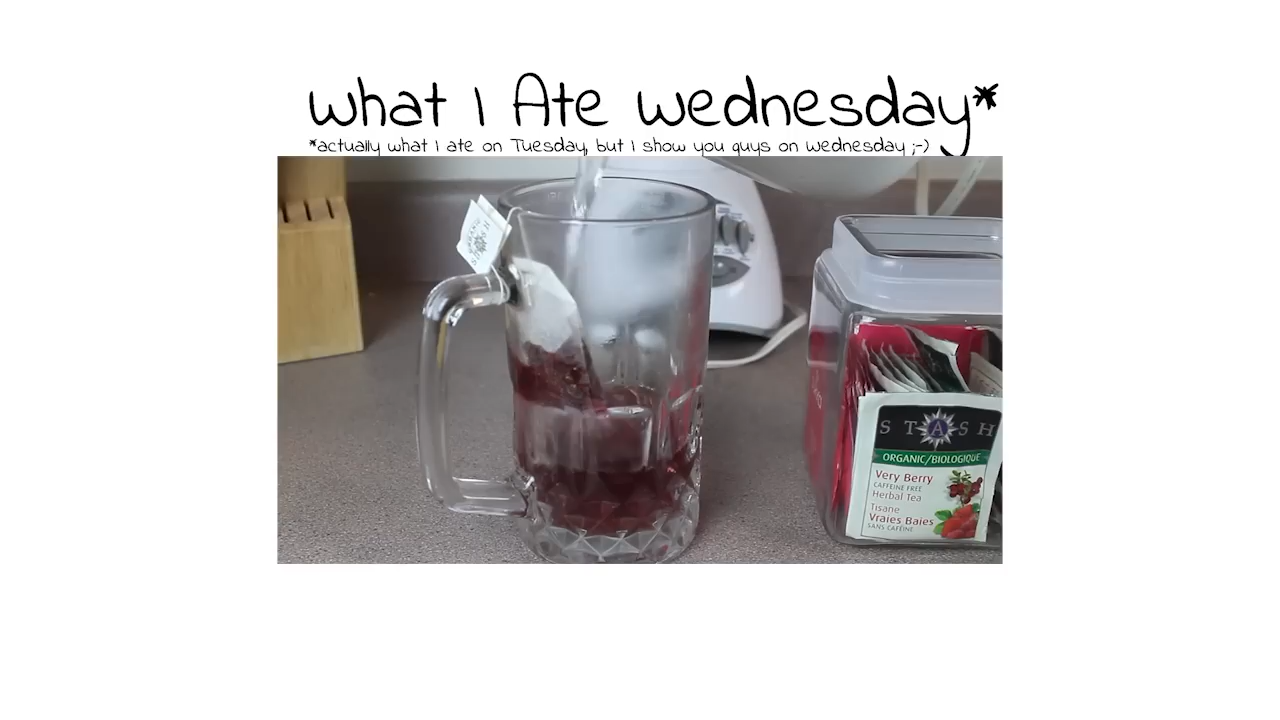 what I Ate wednesday*
*actually what I ate on Tuesday, but I show you guys on wednesday ;-)
STASH
ORGANIC/BIOLOGIQUE
Very Berry
CAFFEINE FREE
Herbal Tea
Tisane
Vraies Baies
SANS CAFÉINE